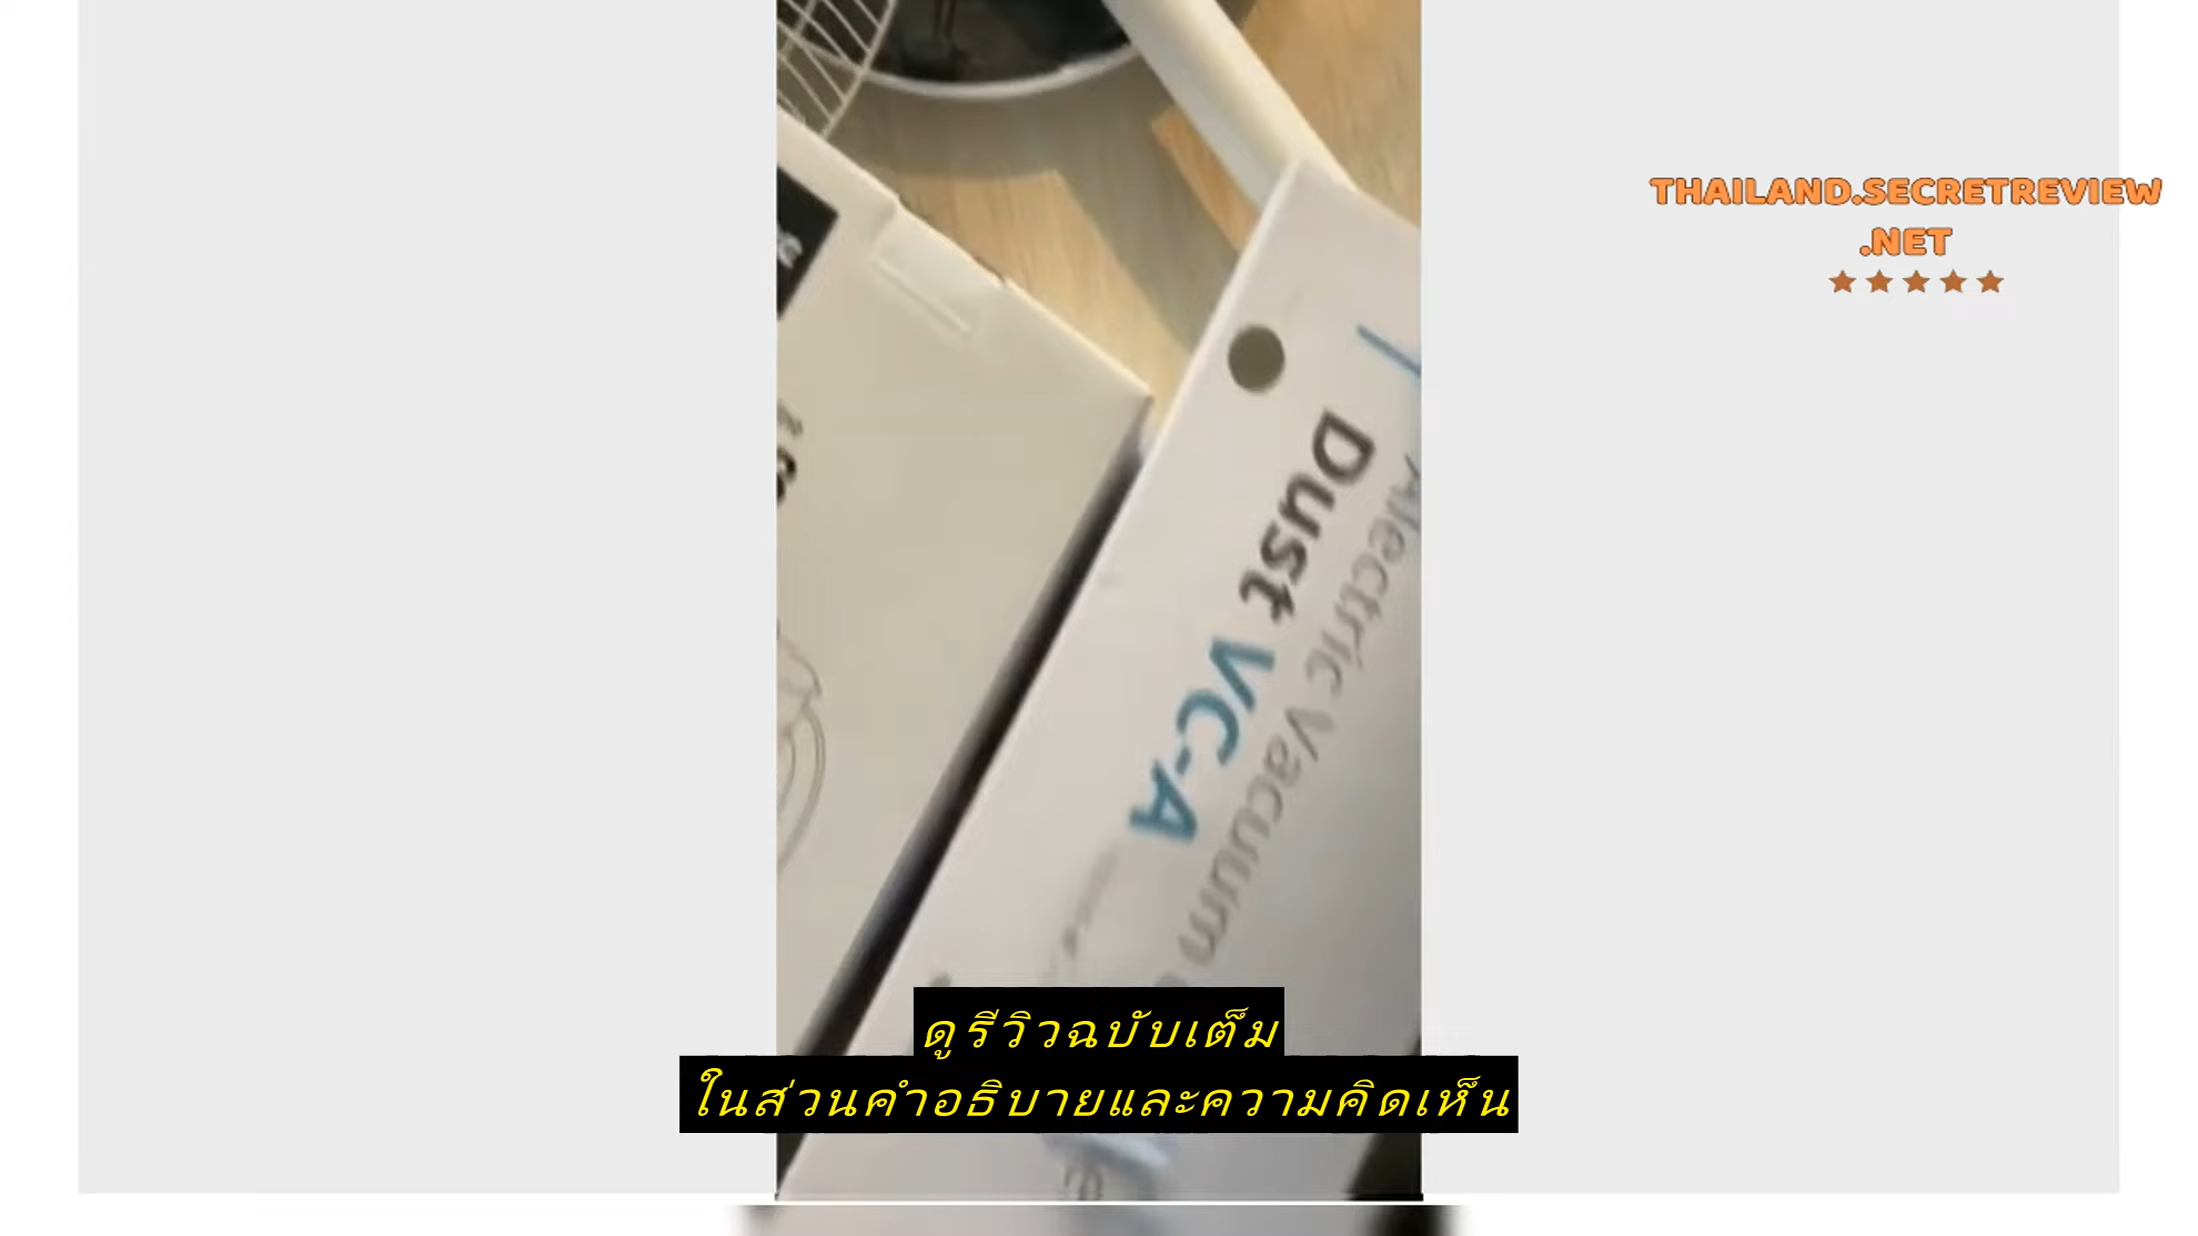 THAILAND.SECRETREVIEW
.NET
Dust VC-A
Alectric Vacuum
ดูรีวิวฉบับเต็ม
ในส่วนคำอธิบายและความคิดเห็น